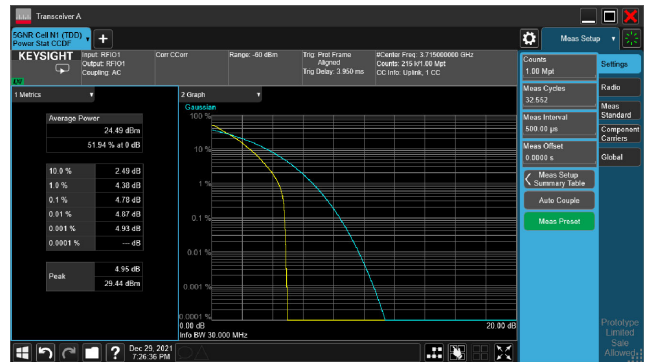 Transceiver A
5GNR Cell N1 (TDD)
Power Stat CCDF
Meas Setup
KEYSIGHT
Input: RFIO1
Output: RFIO1
Coupling: AC
Corr CCorr
Range: -60 dBm
Trig: Prot Frame
Aligned
Trig Delay: 3.950 ms
#Center Freq: 3.715000000 GHz
Counts: 215 k/1.00 Mpt
CC Info: Uplink, 1 CC
1 Metrics
Average Power
24.49 dBm
51.94 % at 0 dB
10.0 % 2.49 dB
1.0 % 4.38 dB
0.1 % 4.78 dB
0.01 % 4.87 dB
0.001 % 4.93 dB
0.0001 % --- dB
Peak
4.95 dB
29.44 dBm
2 Graph
Gaussian
100 %
10 %
1 %
0.1 %
0.01 %
0.001 %
0.0001 %
0.00 dB
20.00 dB
Info BW 38.000 MHz
Counts
1.00 Mpt
Meas Cycles
32.552
Meas Interval
500.00 µs
Meas Offset
0.0000 s
Meas Setup
Summary Table
Auto Couple
Meas Preset
Settings
Radio
Meas
Standard
Component
Carriers
Global
Prototype
Limited
Sale
Allowed
Dec 29, 2021
7:26:36 PM